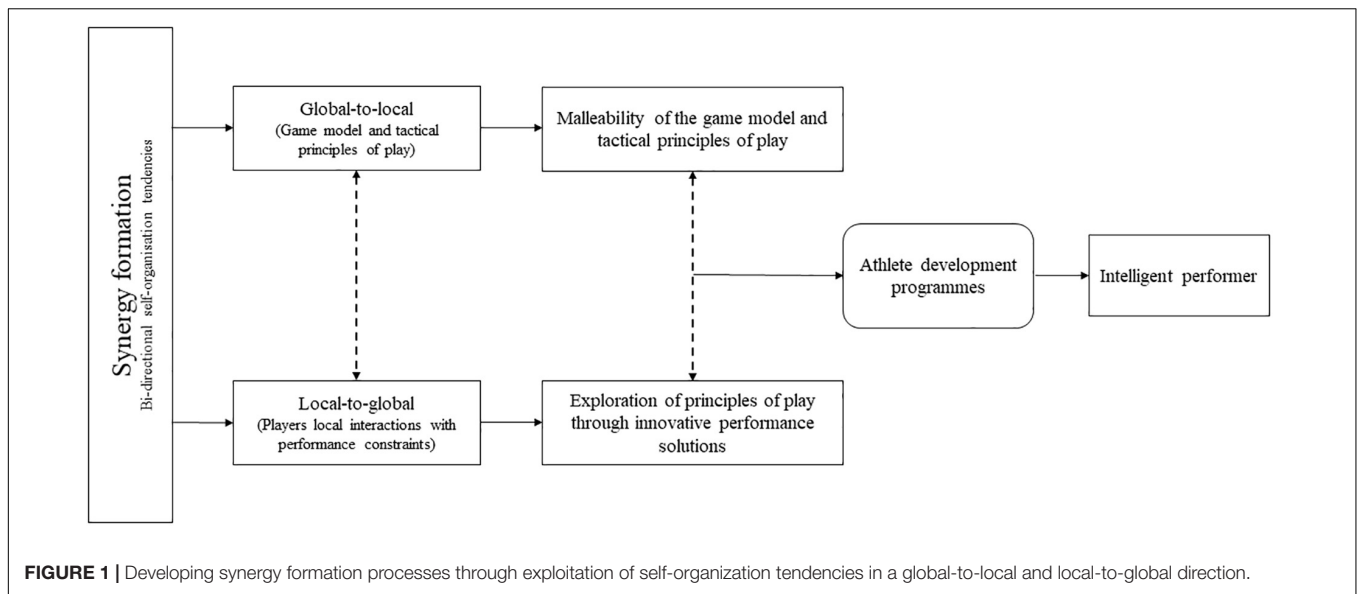 Synergy formation
Bi-directional self-organisation tendencies
Global-to-local
(Game model and tactical
principles of play)
Malleability of the game model and
tactical principles of play
Athlete development
programmes
Intelligent performer
Local-to-global
(Players local interactions with
performance constraints)
Exploration of principles of play
through innovative performance
solutions
FIGURE 1 | Developing synergy formation processes through exploitation of self-organization tendencies in a global-to-local and local-to-global direction.